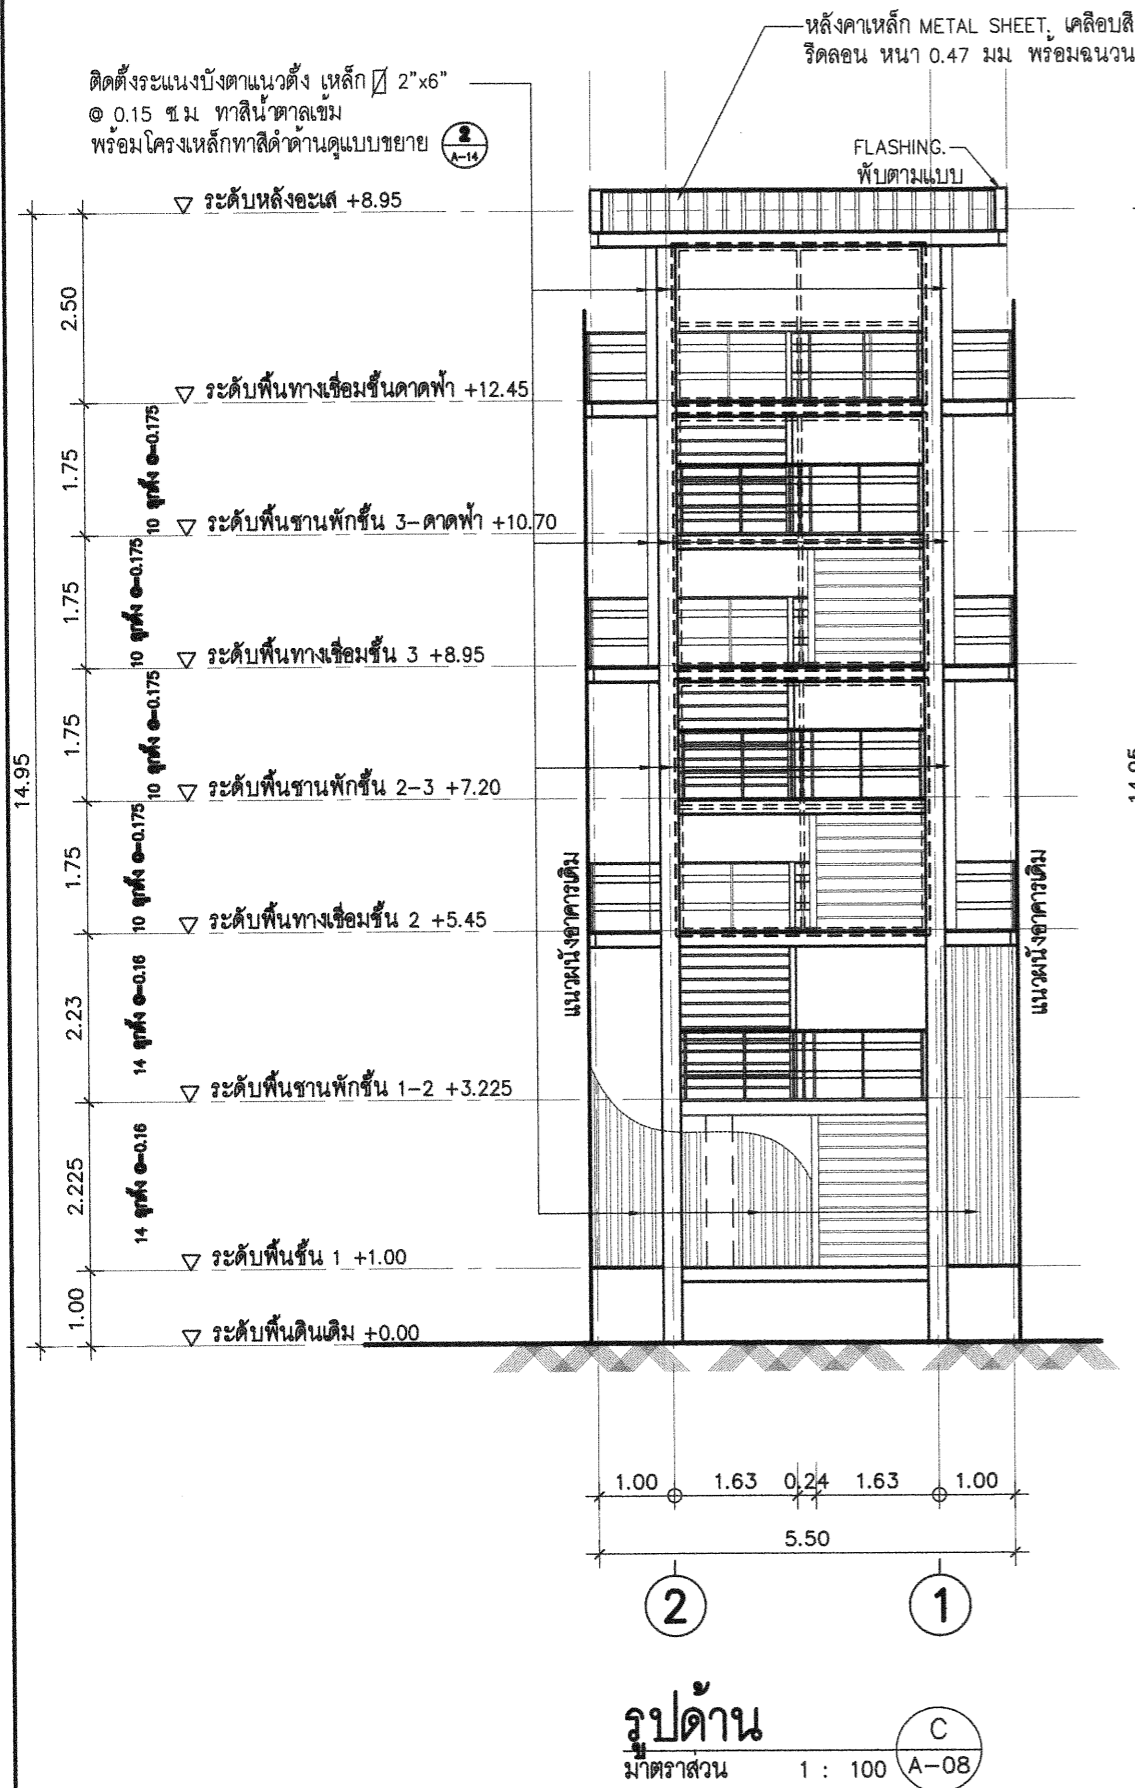 หลังคาเหล็ก METAL SHEET. เคลือบสี
รีดลอน หนา 0.47 มม พร้อมฉนวน
ติดตั้งระแนงบังตาแนวตั้ง เหล็ก 2"x6"
@ 0.15 ซ.ม. ทาสีน้ำตาลเข้ม
พร้อมโครงเหล็กทาสีดำด้านดูแบบขยาย 2 A-14
FLASHING.
พับตามแบบ
ระดับหลังอะเส +8.95
2.50
ระดับพื้นทางเชื่อมชั้นดาดฟ้า +12.45
1.75
10 ลูกตั้ง @=0.175
ระดับพื้นชานพักชั้น 3-ดาดฟ้า +10.70
1.75
10 ลูกตั้ง @=0.175
ระดับพื้นทางเชื่อมชั้น 3 +8.95
1.75
10 ลูกตั้ง @=0.175
14.95
14.95
ระดับพื้นชานพักชั้น 2-3 +7.20
1.75
10 ลูกตั้ง @=0.175
ระดับพื้นทางเชื่อมชั้น 2 +5.45
แนวผนังอาคารเดิม
แนวผนังอาคารเดิม
2.23
14 ลูกตั้ง @=0.16
ระดับพื้นชานพักชั้น 1-2 +3.225
2.225
14 ลูกตั้ง @=0.16
ระดับพื้นชั้น 1 +1.00
1.00
ระดับพื้นดินเดิม +0.00
1.00 1.63 0.24 1.63 1.00
5.50
2 1
รูปด้าน
มาตราส่วน 1 : 100
C
A-08